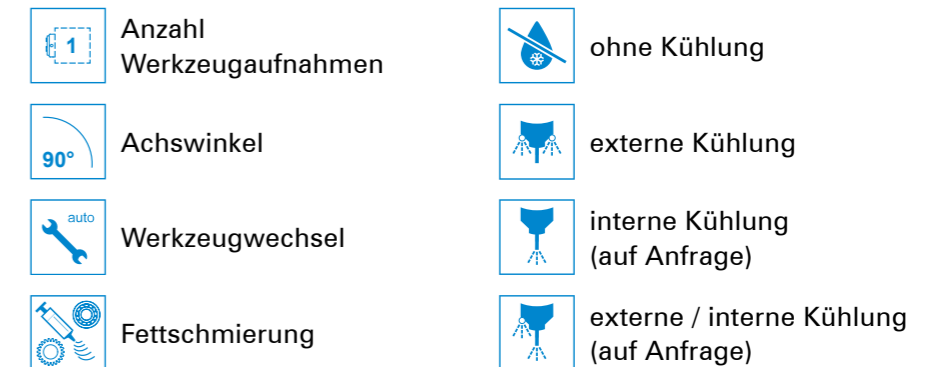 1
Anzahl
Werkzeugaufnahmen
90°
Achswinkel
auto
Werkzeugwechsel
Fettschmierung
ohne Kühlung
externe Kühlung
interne Kühlung
(auf Anfrage)
externe / interne Kühlung
(auf Anfrage)